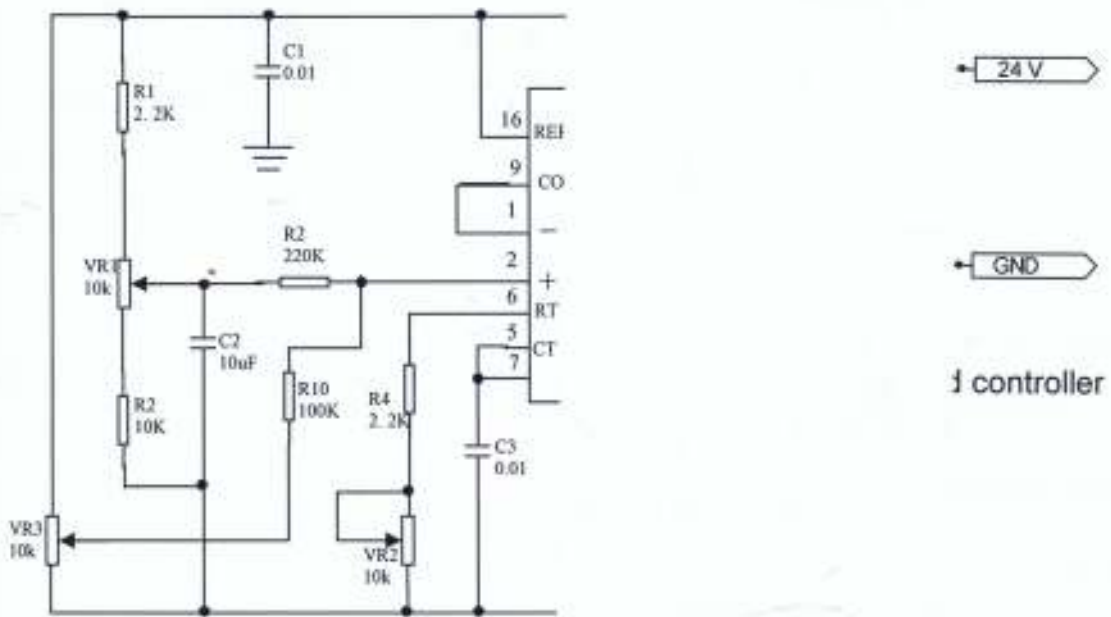 C1
0.01
R1
2. 2K
24 V
16
REF
9
CO
1
−
R2
220K
VR1
10k
2
+
6
RT
GND
C2
10uF
5
CT
7
R10
100K
R4
2. 2K
R2
10K
C3
0.01
VR3
10k
VR2
10k
controller